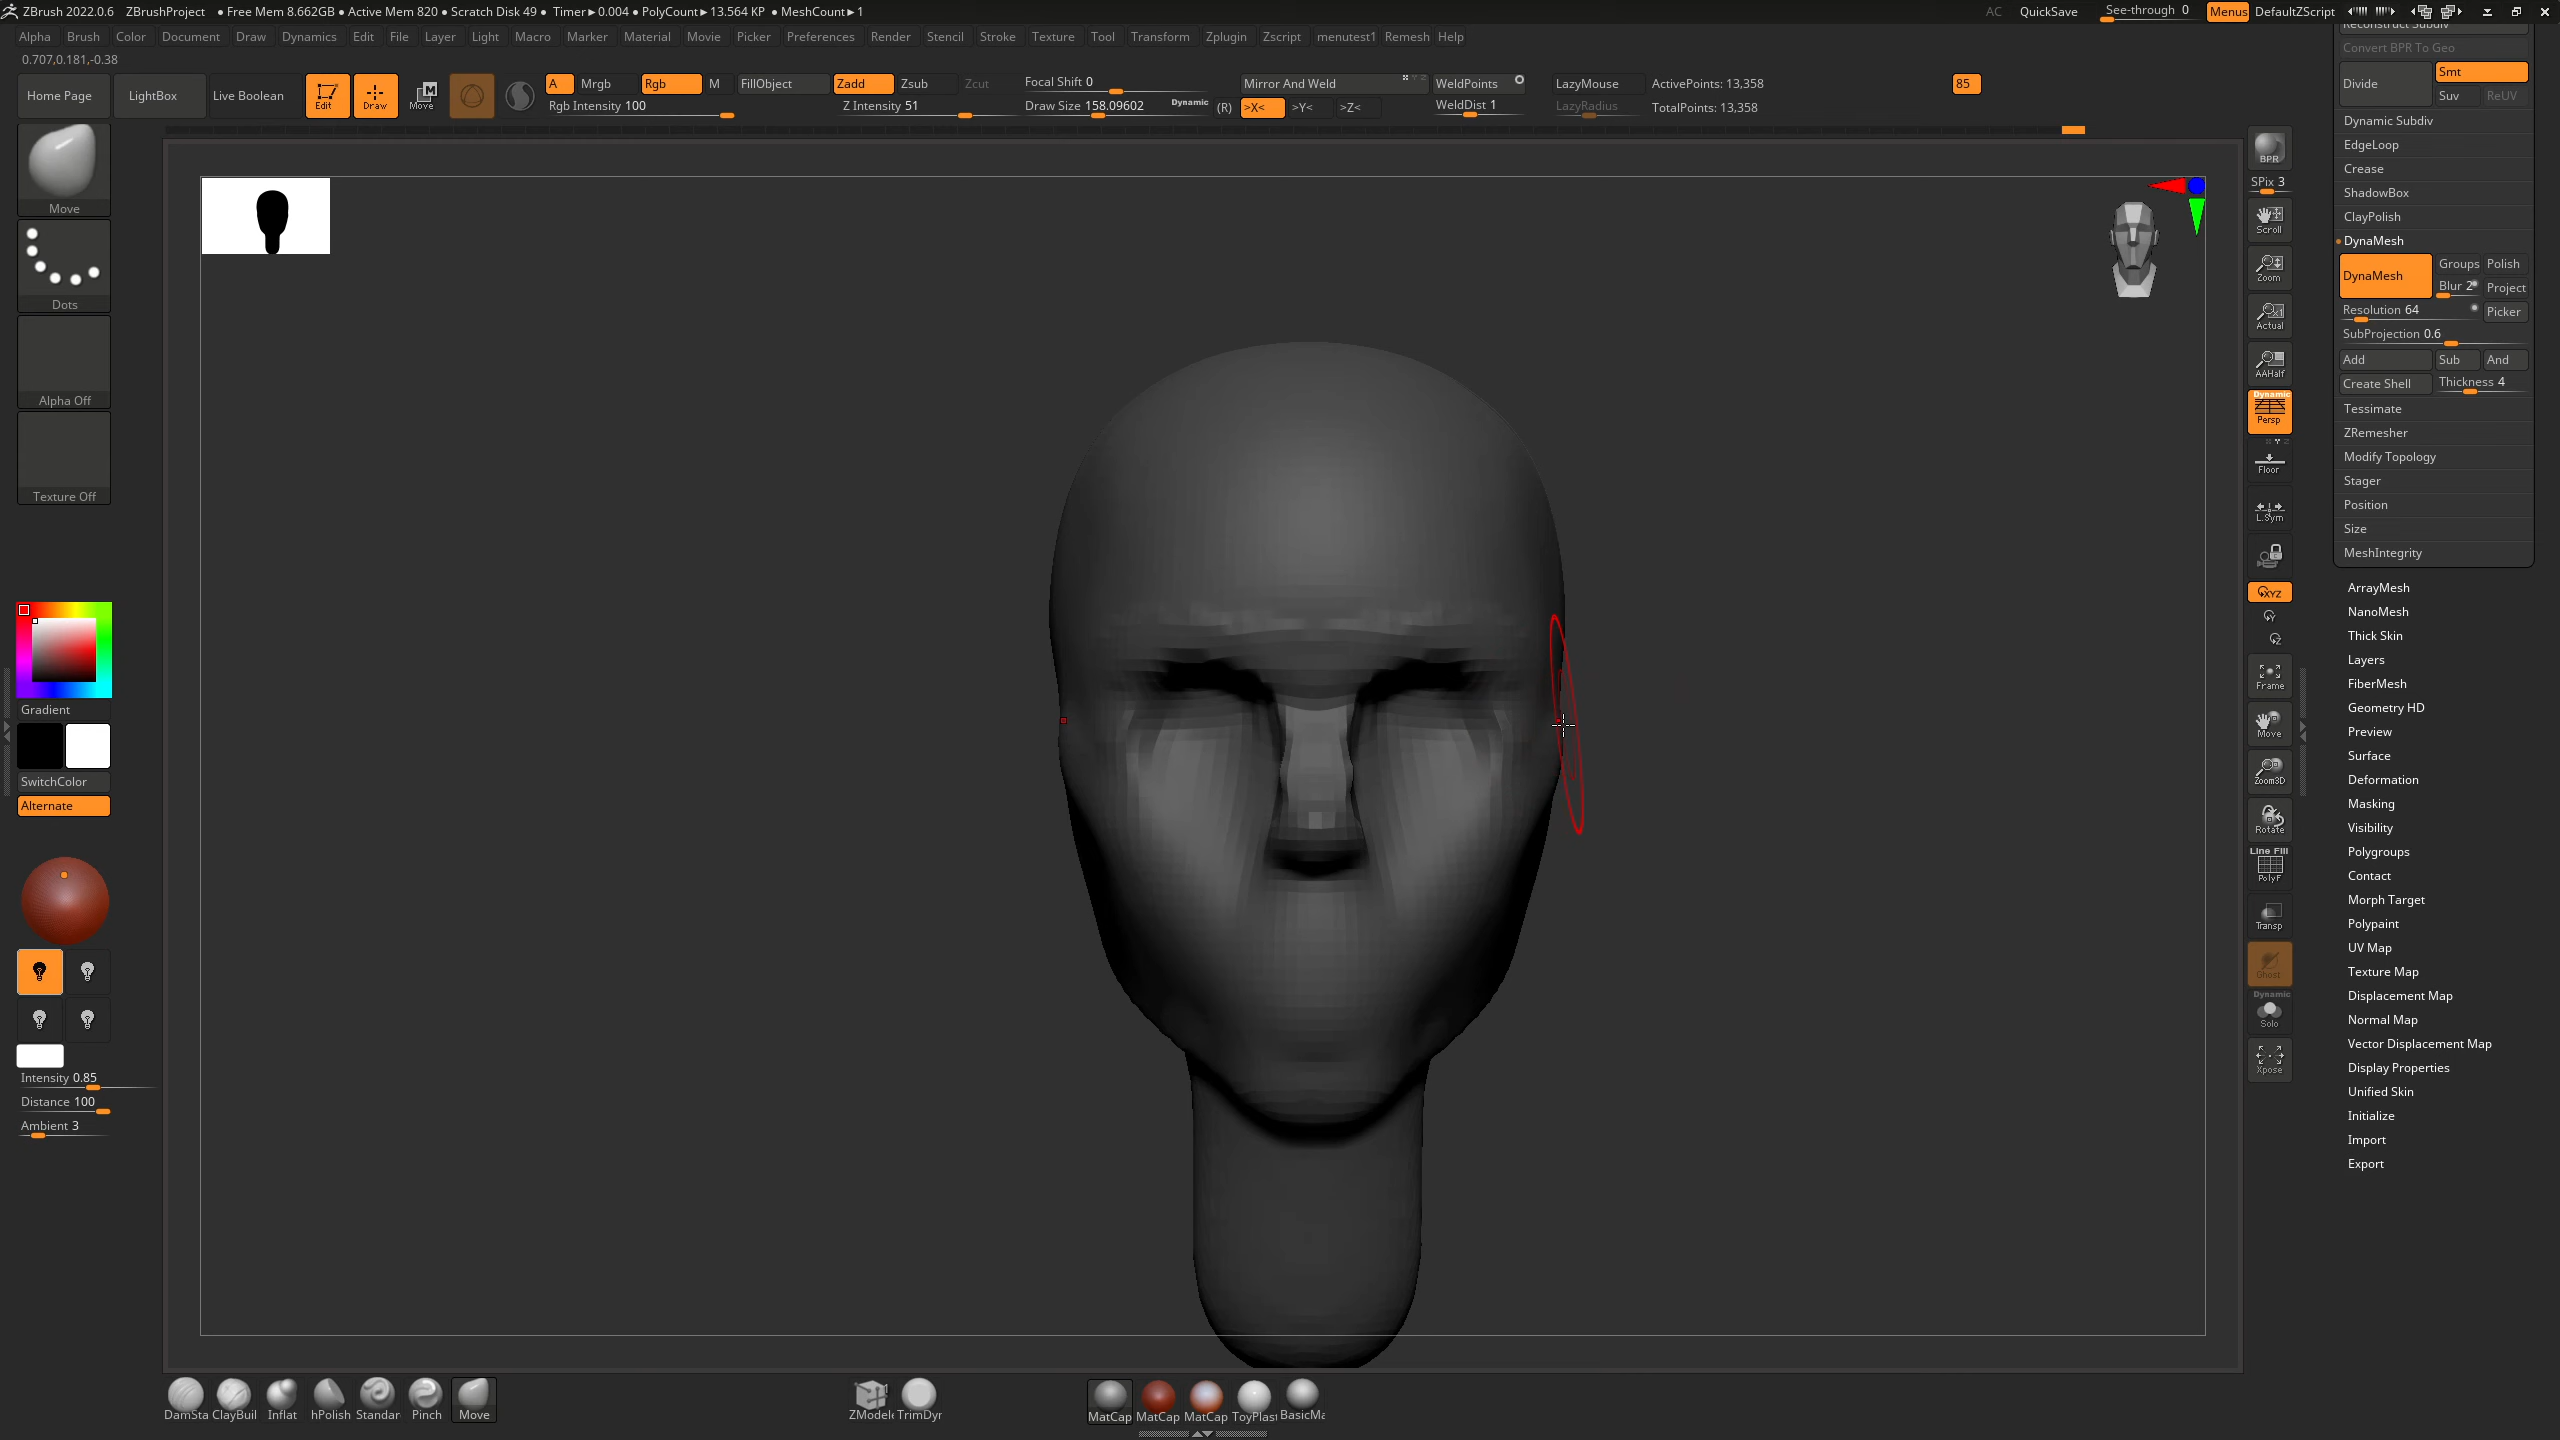 ZBrush 2022.0.6 ZBrushProject • Free Mem 8.662GB • Active Mem 820 • Scratch Disk 49 • Timer▸0.004 • PolyCount▸13.564 KP • MeshCount▸1 AC QuickSave See-through 0 Menus DefaultZScript
Alpha Brush Color Document Draw Dynamics Edit File Layer Light Macro Marker Material Movie Picker Preferences Render Stencil Stroke Texture Tool Transform Zplugin Zscript menutest1 Remesh Help
0.707,0.181,-0.38
Home Page LightBox Live Boolean Edit Draw Move
A Mrgb Rgb M FillObject Zadd Zsub Zcut Focal Shift 0 Mirror And Weld WeldPoints LazyMouse ActivePoints: 13,358 85
Rgb Intensity 100 Z Intensity 51 Draw Size 158.09602 Dynamic (R) >X< >Y< >Z< WeldDist 1 LazyRadius TotalPoints: 13,358
Move
Dots
Alpha Off
Texture Off
Gradient
SwitchColor
Alternate
Intensity 0.85
Distance 100
Ambient 3
BPR
SPix 3
Scroll
Zoom
Actual
AAHalf
Dynamic
Persp
Floor
L.Sym
XYZ
Y
Z
Frame
Move
Zoom3D
Rotate
Line Fill
PolyF
Transp
Ghost
Dynamic
Solo
Xpose
Reconstruct Subdiv
Convert BPR To Geo
Divide Smt
Suv ReUV
Dynamic Subdiv
EdgeLoop
Crease
ShadowBox
ClayPolish
DynaMesh
DynaMesh Groups Polish
Blur 2 Project
Resolution 64 Picker
SubProjection 0.6
Add Sub And
Create Shell Thickness 4
Tessimate
ZRemesher
Modify Topology
Stager
Position
Size
MeshIntegrity
ArrayMesh
NanoMesh
Thick Skin
Layers
FiberMesh
Geometry HD
Preview
Surface
Deformation
Masking
Visibility
Polygroups
Contact
Morph Target
Polypaint
UV Map
Texture Map
Displacement Map
Normal Map
Vector Displacement Map
Display Properties
Unified Skin
Initialize
Import
Export
DamSta ClayBuil Inflat hPolish Standar Pinch Move ZModele TrimDyr MatCap MatCap MatCap ToyPlast BasicMa